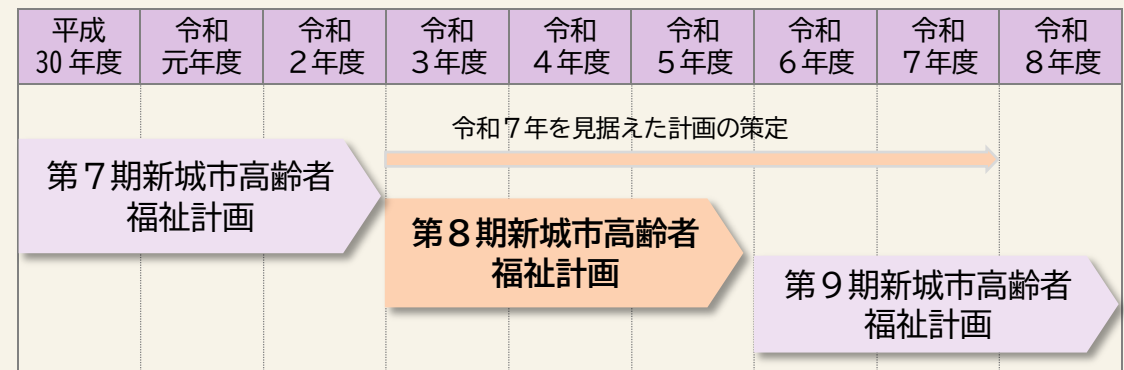 平成 令和 令和 令和 令和 令和 令和 令和 令和
30年度 元年度 2年度 3年度 4年度 5年度 6年度 7年度 8年度
令和7年を見据えた計画の策定
第7期新城市高齢者
福祉計画
第8期新城市高齢者
福祉計画
第9期新城市高齢者
福祉計画